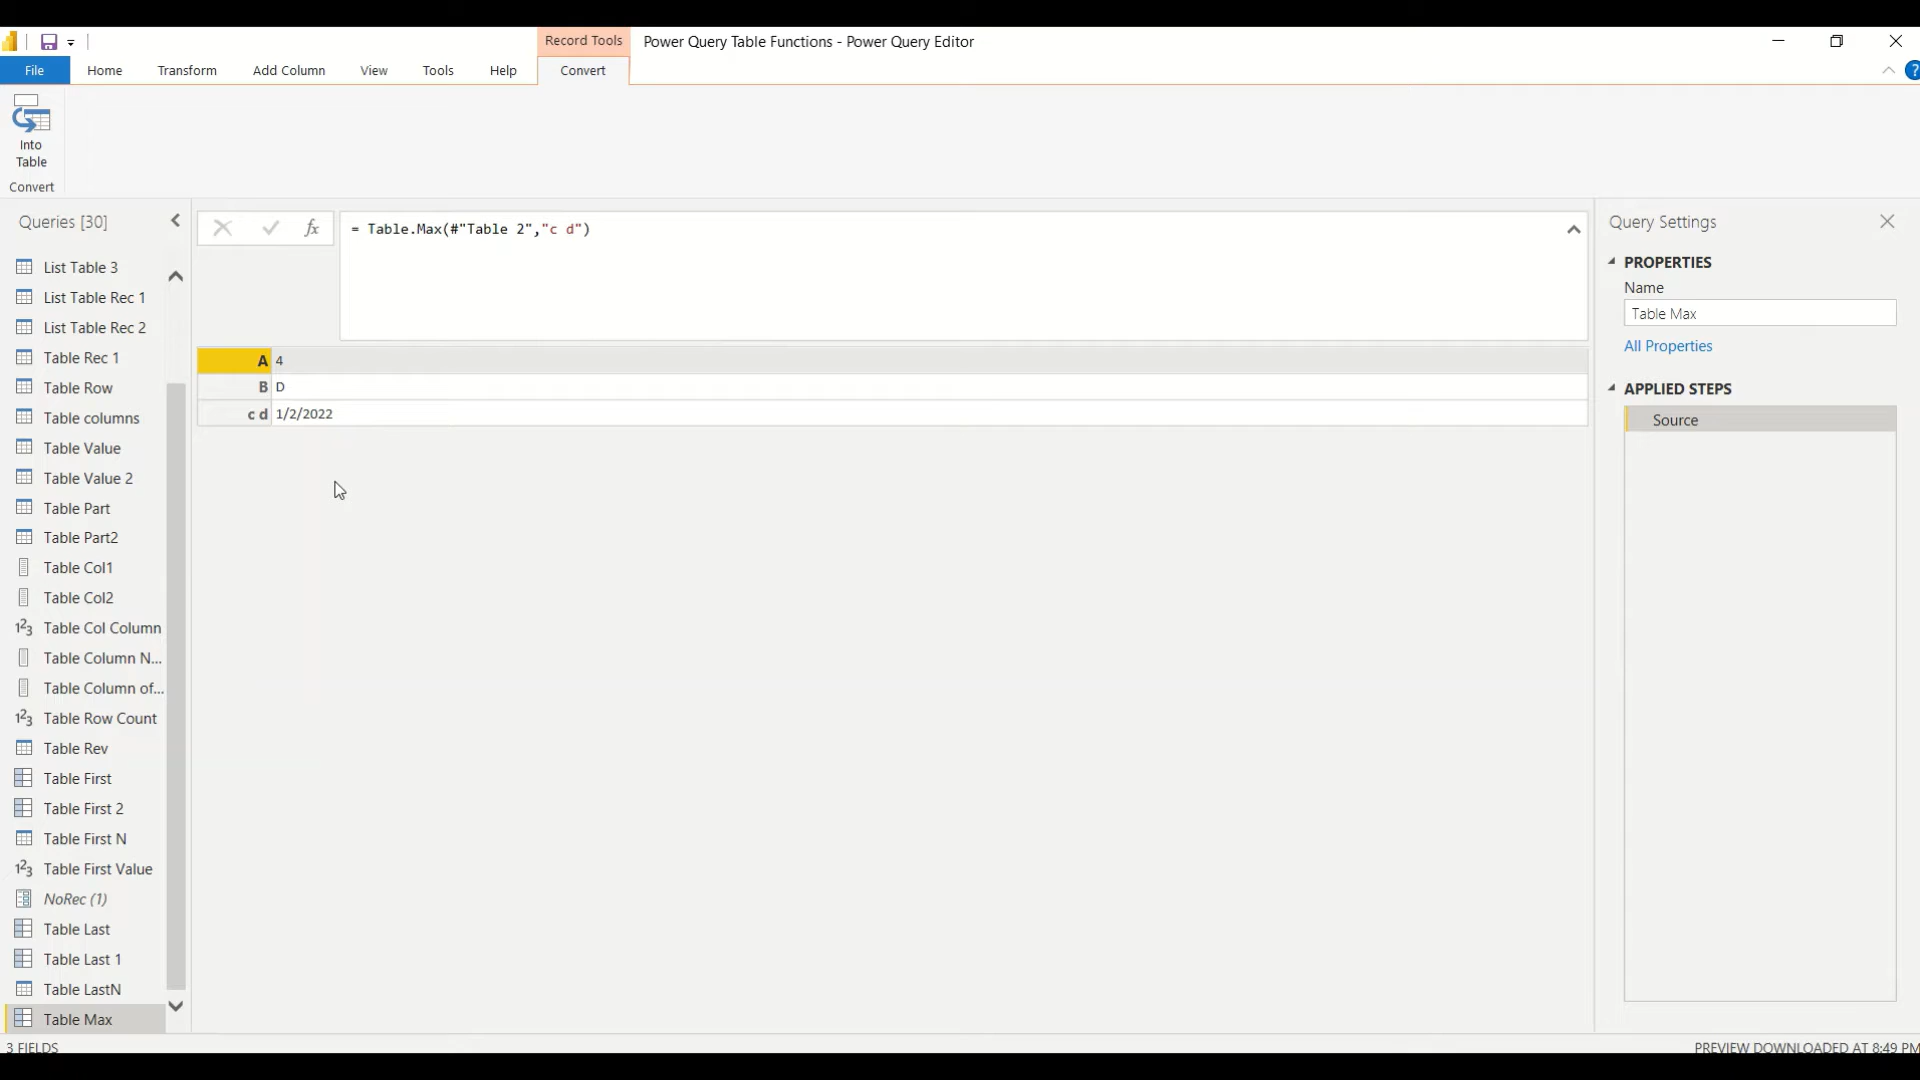 Record Tools
Power Query Table Functions - Power Query Editor
File
Home
Transform
Add Column
View
Tools
Help
Convert
?
Into
Table
Convert
Queries [30]
fx
= Table.Max(#"Table 2","c d")
Query Settings
List Table 3
List Table Rec 1
List Table Rec 2
Table Rec 1
Table Row
Table columns
Table Value
Table Value 2
Table Part
Table Part2
Table Col1
Table Col2
123 Table Col Column
Table Column N...
Table Column of...
123 Table Row Count
Table Rev
Table First
Table First 2
Table First N
123 Table First Value
NoRec (1)
Table Last
Table Last 1
Table LastN
Table Max
A 4
B D
c d 1/2/2022
PROPERTIES
Name
Table Max
All Properties
APPLIED STEPS
Source
3 FIELDS
PREVIEW DOWNLOADED AT 8:49 PM